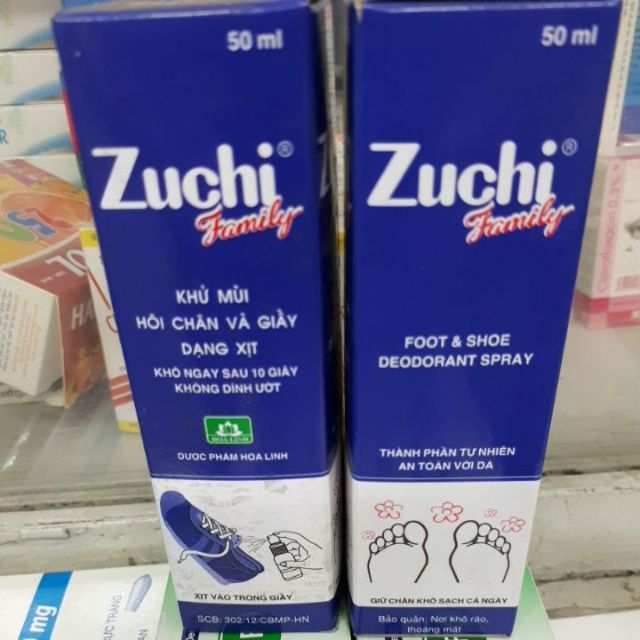 50 ml
Zuchi®
Family
KHỬ MÙI
HÔI CHÂN VÀ GIẦY
DẠNG XỊT
KHÔ NGAY SAU 10 GIÂY
KHÔNG DÍNH ƯỚT
HOA LINH
DƯỢC PHẨM HOA LINH
XỊT VÀO TRONG GIẦY
SCB: 302/12/CBMP-HN
50 ml
Zuchi®
Family
FOOT & SHOE
DEODORANT SPRAY
THÀNH PHẦN TỰ NHIÊN
AN TOÀN VỚI DA
GIỮ CHÂN KHÔ SẠCH CẢ NGÀY
Bảo quản: Nơi khô ráo,
thoáng mát
mg